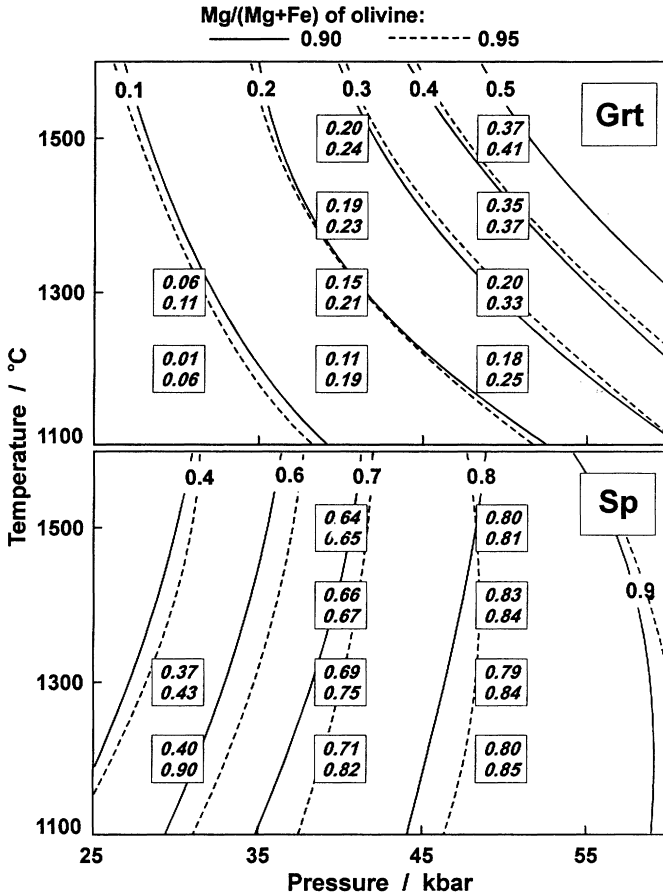 Mg/(Mg+Fe) of olivine:
0.90 0.95
0.1 0.2 0.3 0.4 0.5
Grt
1500
0.20 0.37
0.24 0.41
0.19 0.35
0.23 0.37
1300
0.06 0.15 0.20
0.11 0.21 0.33
0.01 0.11 0.18
0.06 0.19 0.25
1100
Temperature / °C
0.4 0.6 0.7 0.8
Sp
1500
0.64 0.80
0.65 0.81
0.66 0.83
0.67 0.84
0.9
1300
0.37 0.69 0.79
0.43 0.75 0.84
0.40 0.71 0.80
0.90 0.82 0.85
1100
25 35 45 55
Pressure / kbar